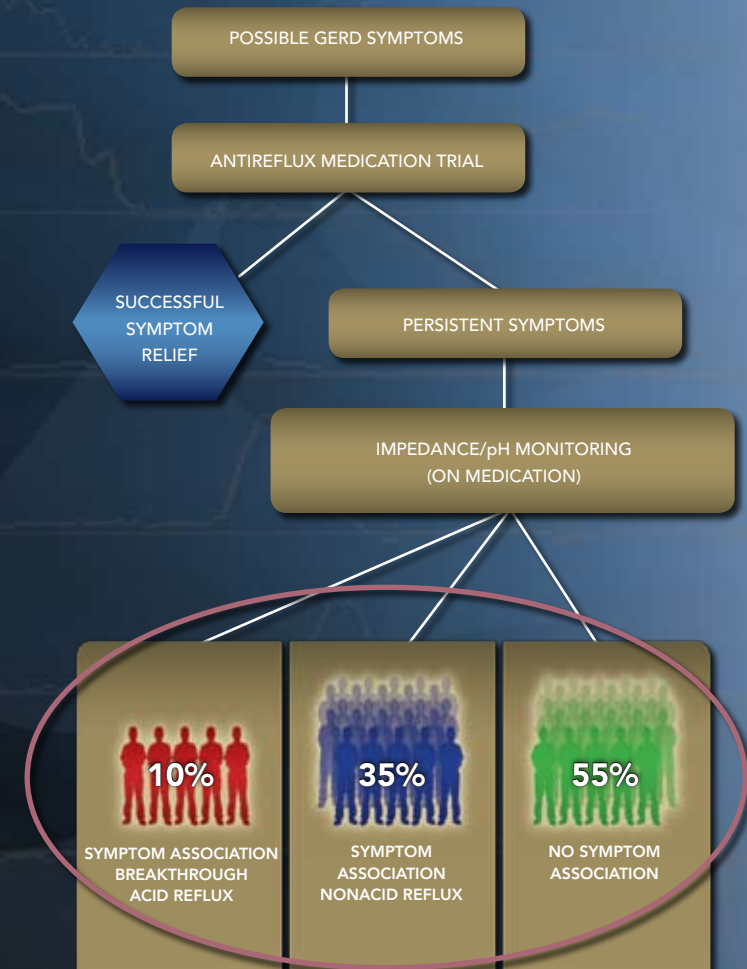 POSSIBLE GERD SYMPTOMS
ANTIREFLUX MEDICATION TRIAL
SUCCESSFUL
SYMPTOM
RELIEF
PERSISTENT SYMPTOMS
IMPEDANCE/pH MONITORING
(ON MEDICATION)
10%
SYMPTOM ASSOCIATION
BREAKTHROUGH
ACID REFLUX
35%
SYMPTOM
ASSOCIATION
NONACID REFLUX
55%
NO SYMPTOM
ASSOCIATION